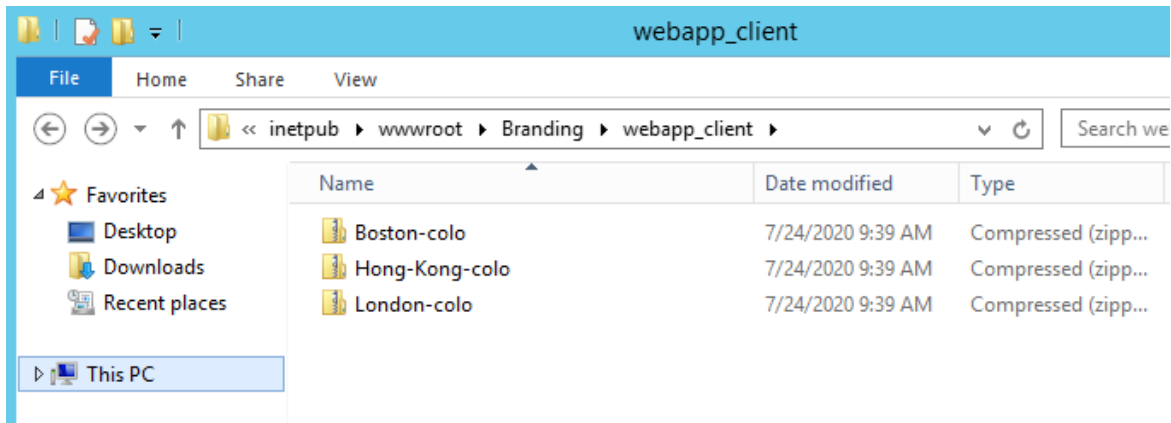 webapp_client
File Home Share View
« inetpub wwwroot Branding webapp_client Search we
Name Date modified Type
Favorites
Desktop
Downloads
Recent places
This PC
Boston-colo 7/24/2020 9:39 AM Compressed (zipp...
Hong-Kong-colo 7/24/2020 9:39 AM Compressed (zipp...
London-colo 7/24/2020 9:39 AM Compressed (zipp...